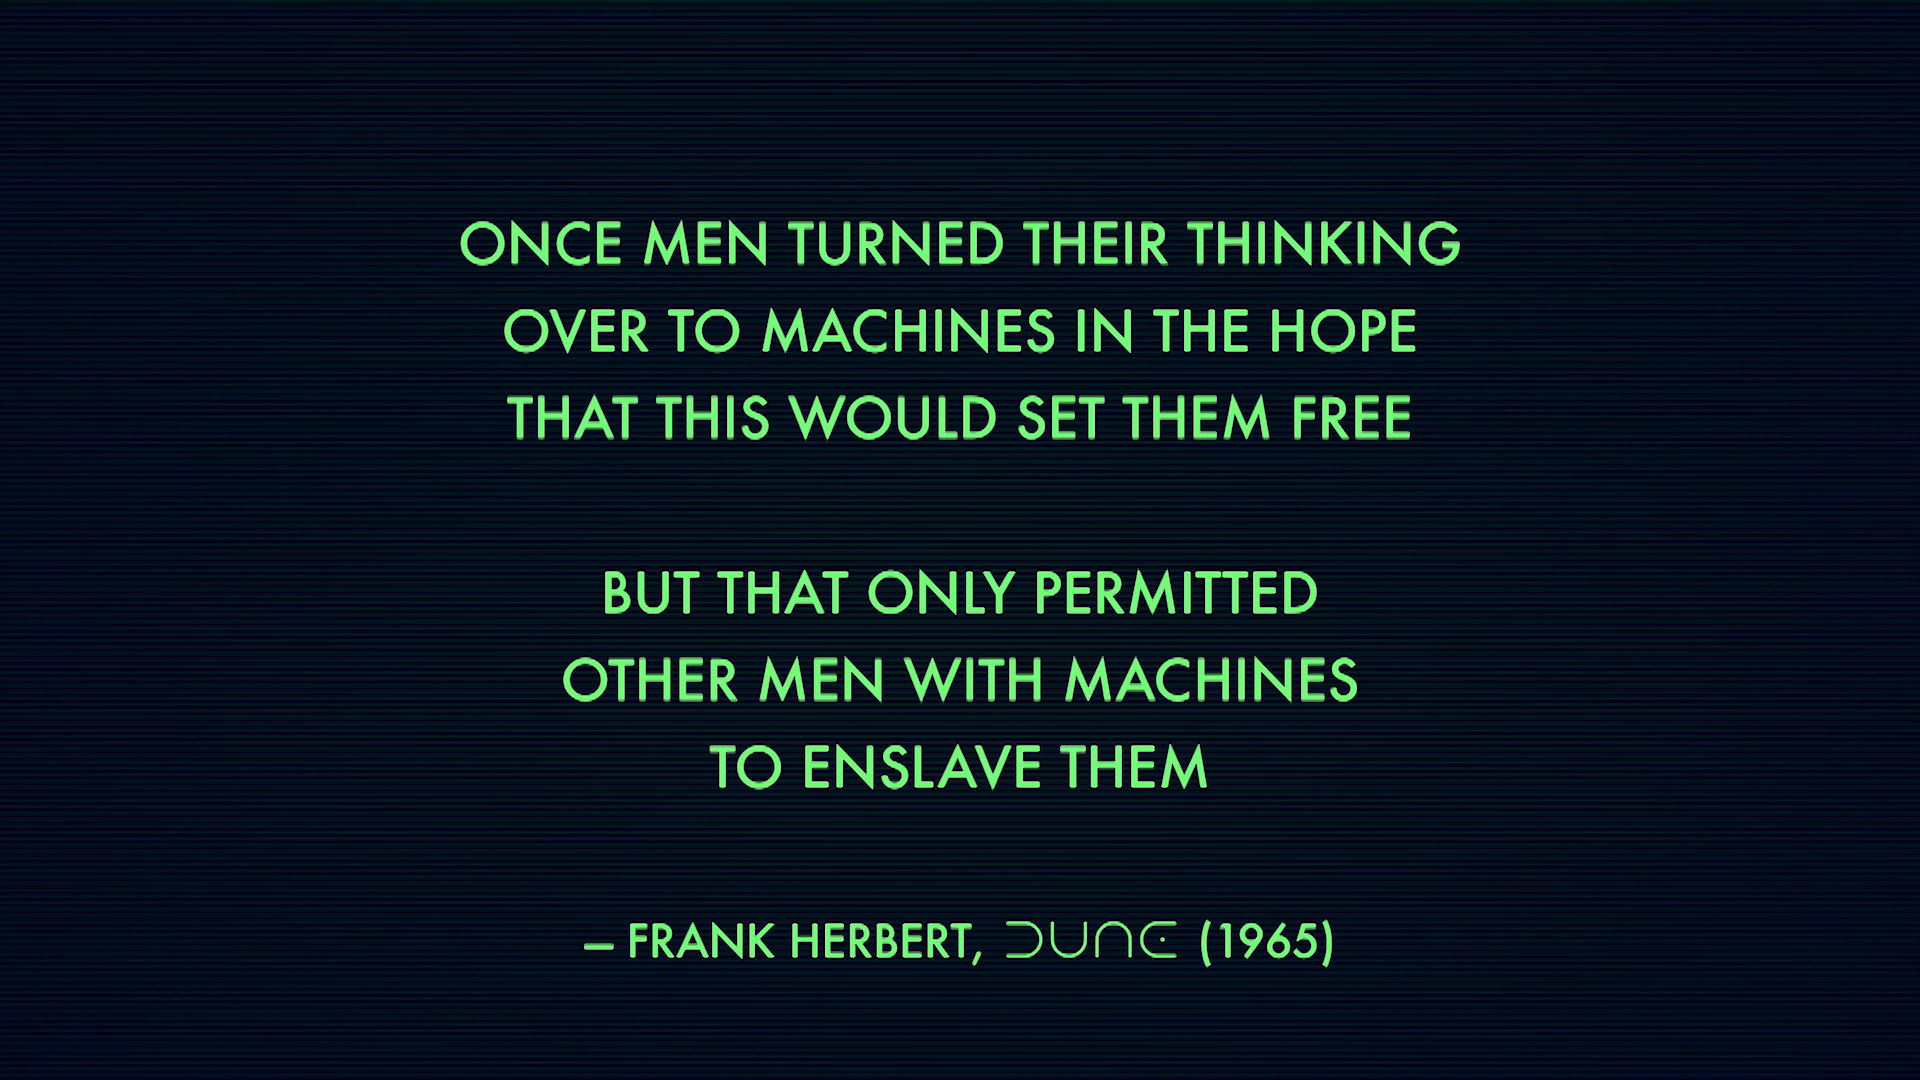 ONCE MEN TURNED THEIR THINKING
OVER TO MACHINES IN THE HOPE
THAT THIS WOULD SET THEM FREE
BUT THAT ONLY PERMITTED
OTHER MEN WITH MACHINES
TO ENSLAVE THEM
– FRANK HERBERT, DUNE (1965)